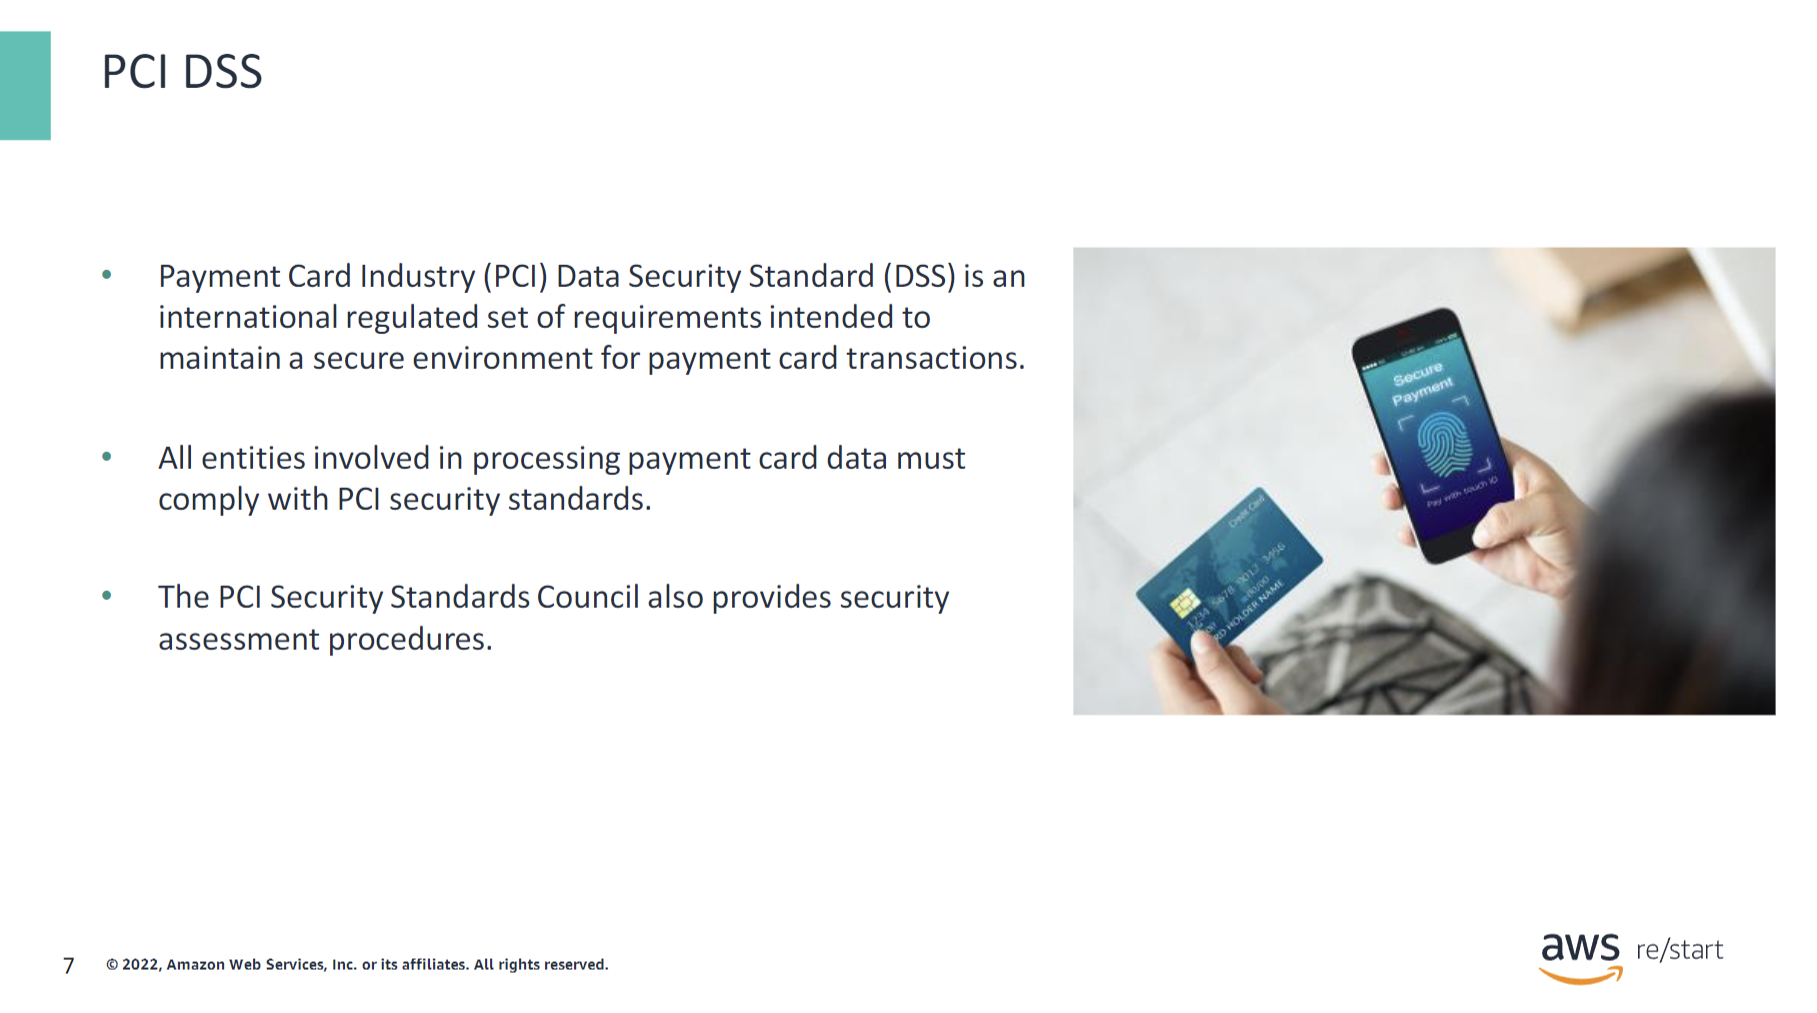 PCI DSS
• Payment Card Industry (PCI) Data Security Standard (DSS) is an
international regulated set of requirements intended to
maintain a secure environment for payment card transactions.
• All entities involved in processing payment card data must
comply with PCI security standards.
• The PCI Security Standards Council also provides security
assessment procedures.
Secure
Payment
Pay with touch ID
Credit Card
1234 5678 9012 3456
00/00
CARD HOLDER NAME
7 © 2022, Amazon Web Services, Inc. or its affiliates. All rights reserved.
aws re/start